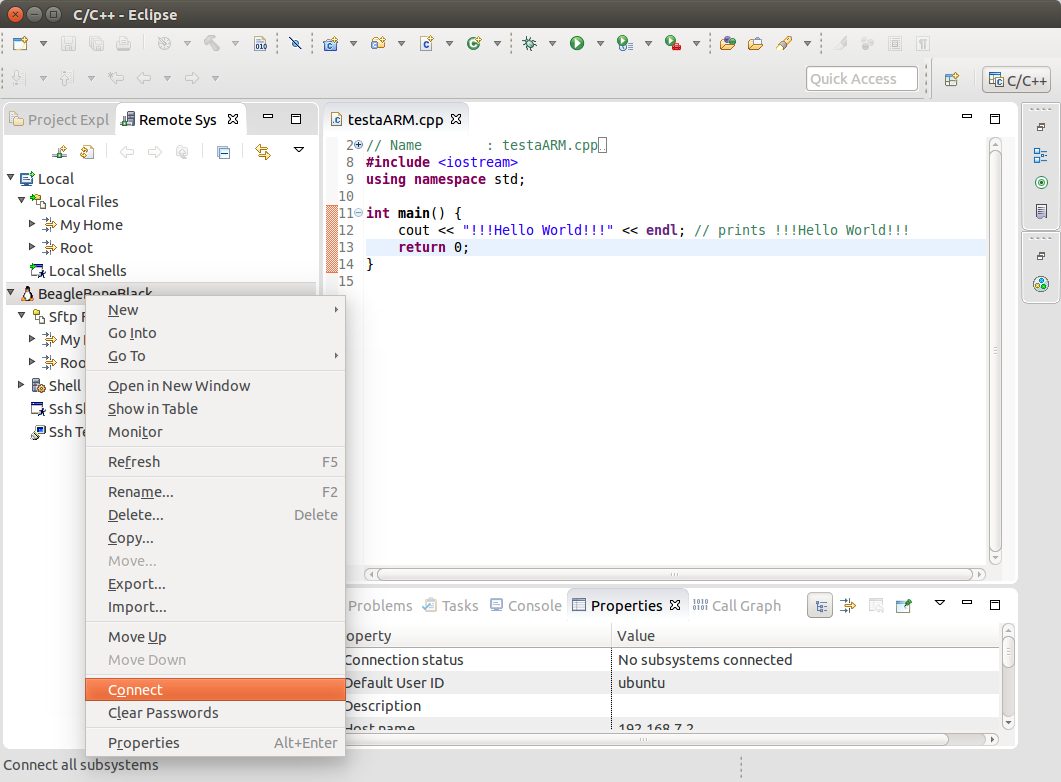 C/C++ - Eclipse
010
Quick Access
C/C++
Project Expl
Remote Sys
testaARM.cpp
Local
Local Files
My Home
Root
Local Shells
BeagleBoneBlack
Sftp
My
Roo
Shell
Ssh
Ssh
2 // Name : testaARM.cpp
8 #include <iostream>
9 using namespace std;
10
11 int main() {
12 cout << "!!!Hello World!!!" << endl; // prints !!!Hello World!!!
13 return 0;
14 }
15
New
Go Into
Go To
Open in New Window
Show in Table
Monitor
Refresh F5
Rename... F2
Delete... Delete
Copy...
Move...
Export...
Import...
Move Up
Move Down
Connect
Clear Passwords
Properties Alt+Enter
Problems
Tasks
Console
Properties
Call Graph
operty Value
Connection status No subsystems connected
Default User ID ubuntu
Description
Host name 192.168.7.2
Connect all subsystems